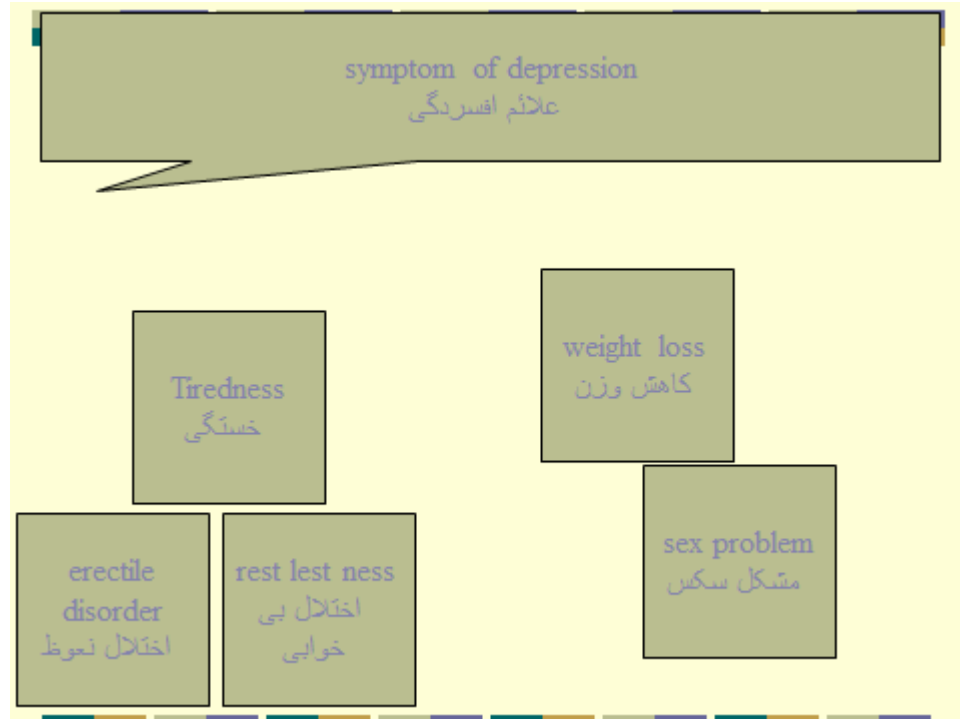 symptom of depression
علائم افسردگی
weight loss
کاهش وزن
Tiredness
خستگی
sex problem
مشکل سکس
erectile
disorder
اختلال نعوظ
rest lest ness
اختلال بی
خوابی